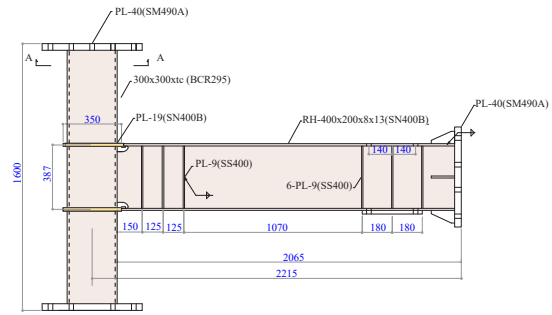 PL-40(SM490A)
A
A
300x300xtc (BCR295)
350
PL-19(SN400B)
RH-400x200x8x13(SN400B)
PL-40(SM490A)
1600
387
140
140
PL-9(SS400)
6-PL-9(SS400)
150
125
125
1070
180
180
2065
2215